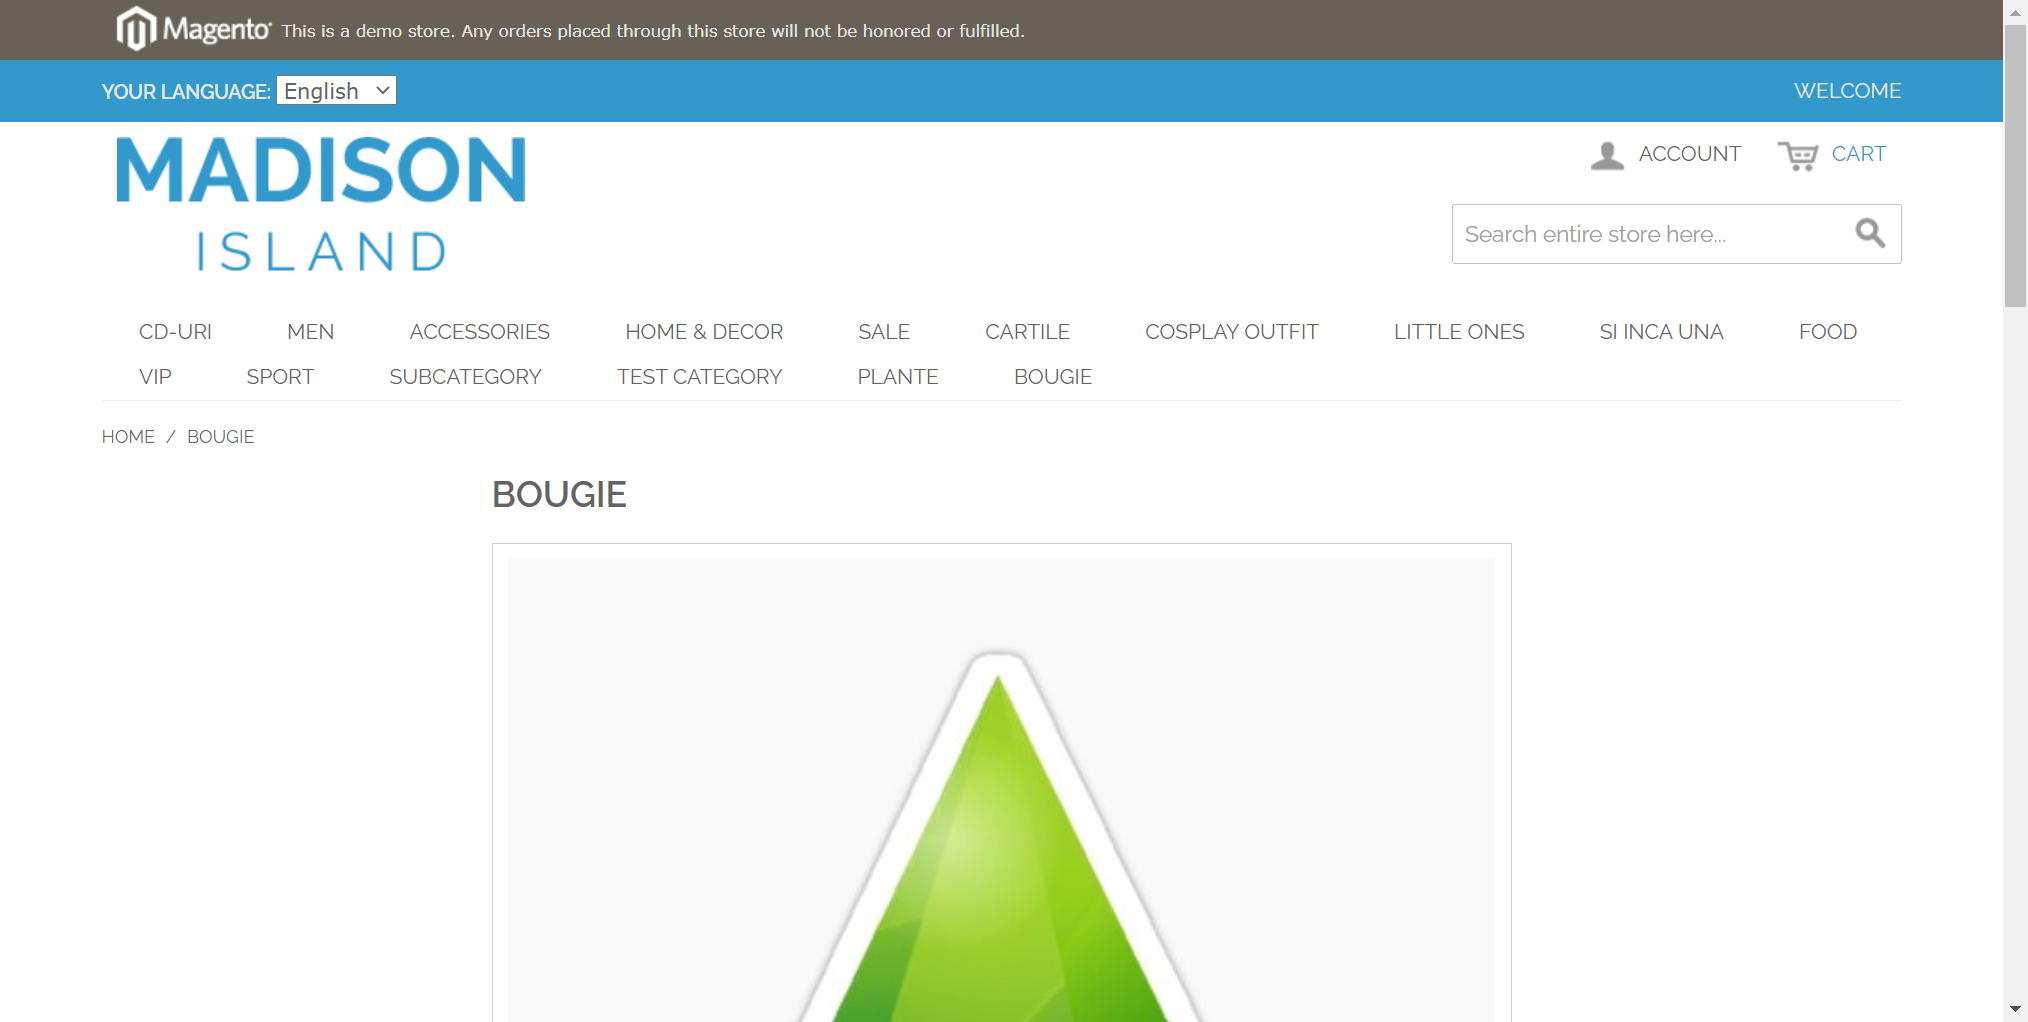 Magento® This is a demo store. Any orders placed through this store will not be honored or fulfilled.
YOUR LANGUAGE: English WELCOME
MADISON
ISLAND
ACCOUNT CART
Search entire store here...
CD-URI MEN ACCESSORIES HOME & DECOR SALE CARTILE COSPLAY OUTFIT LITTLE ONES SI INCA UNA FOOD
VIP SPORT SUBCATEGORY TEST CATEGORY PLANTE BOUGIE
HOME / BOUGIE
BOUGIE